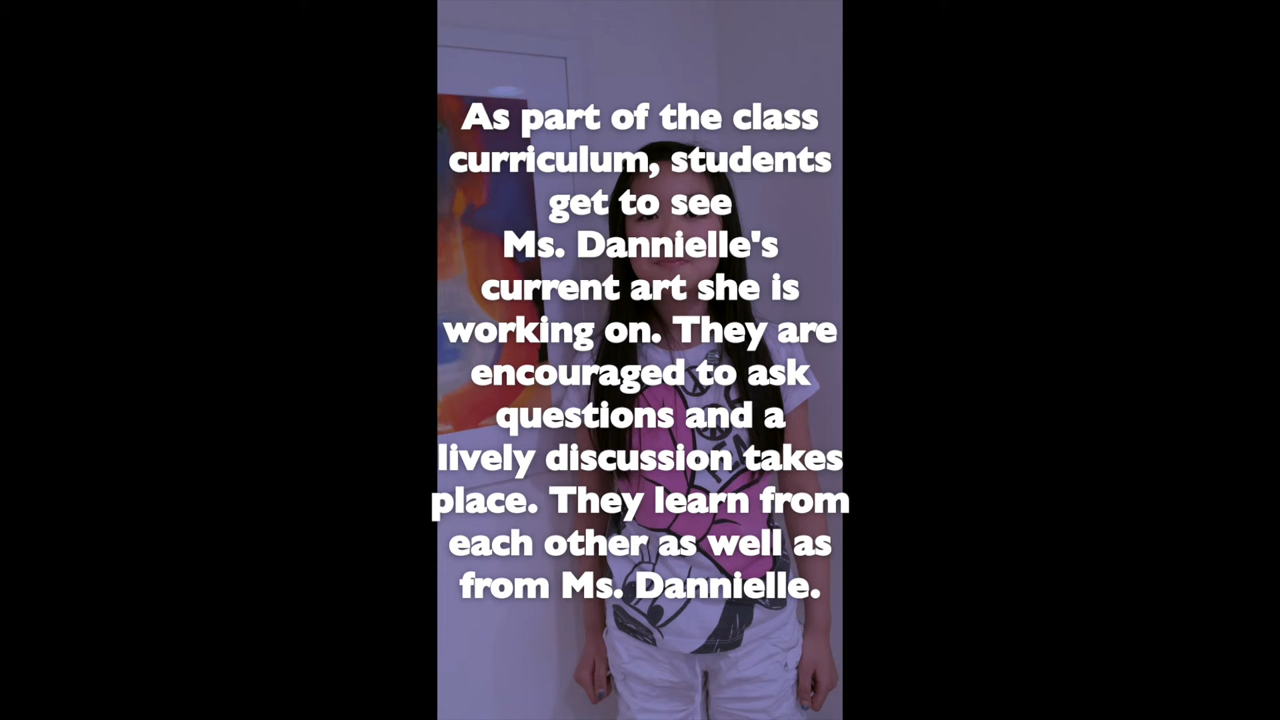 As part of the class
curriculum, students
get to see
Ms. Dannielle's
current art she is
working on. They are
encouraged to ask
questions and a
lively discussion takes
place. They learn from
each other as well as
from Ms. Dannielle.